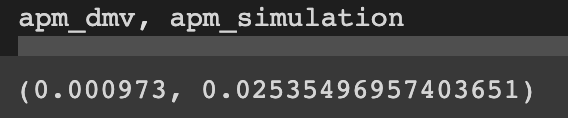 apm_dmv, apm_simulation
(0.000973, 0.02535496957403651)